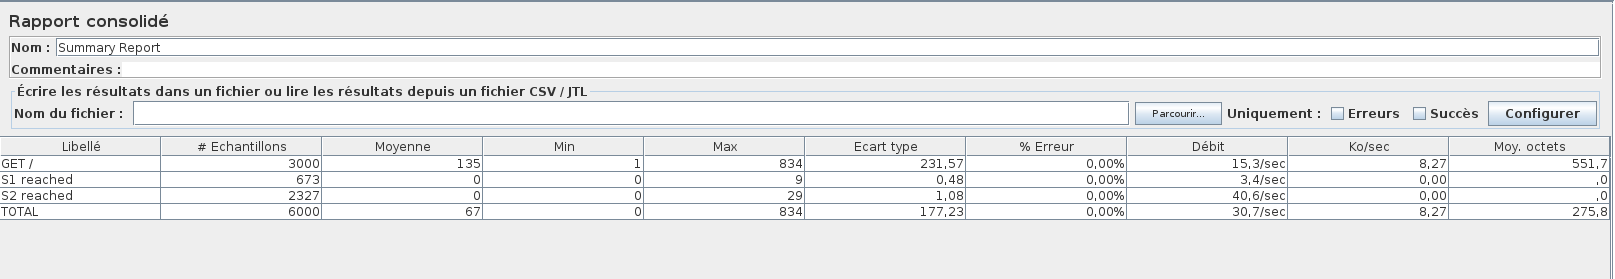 Rapport consolidé
Nom : Summary Report
Commentaires :
Écrire les résultats dans un fichier ou lire les résultats depuis un fichier CSV / JTL
Nom du fichier : Parcourir... Uniquement : Erreurs Succès Configurer
Libellé # Echantillons Moyenne Min Max Ecart type % Erreur Débit Ko/sec Moy. octets
GET / 3000 135 1 834 231,57 0,00% 15,3/sec 8,27 551,7
S1 reached 673 0 0 9 0,48 0,00% 3,4/sec 0,00 ,0
S2 reached 2327 0 0 29 1,08 0,00% 40,6/sec 0,00 ,0
TOTAL 6000 67 0 834 177,23 0,00% 30,7/sec 8,27 275,8